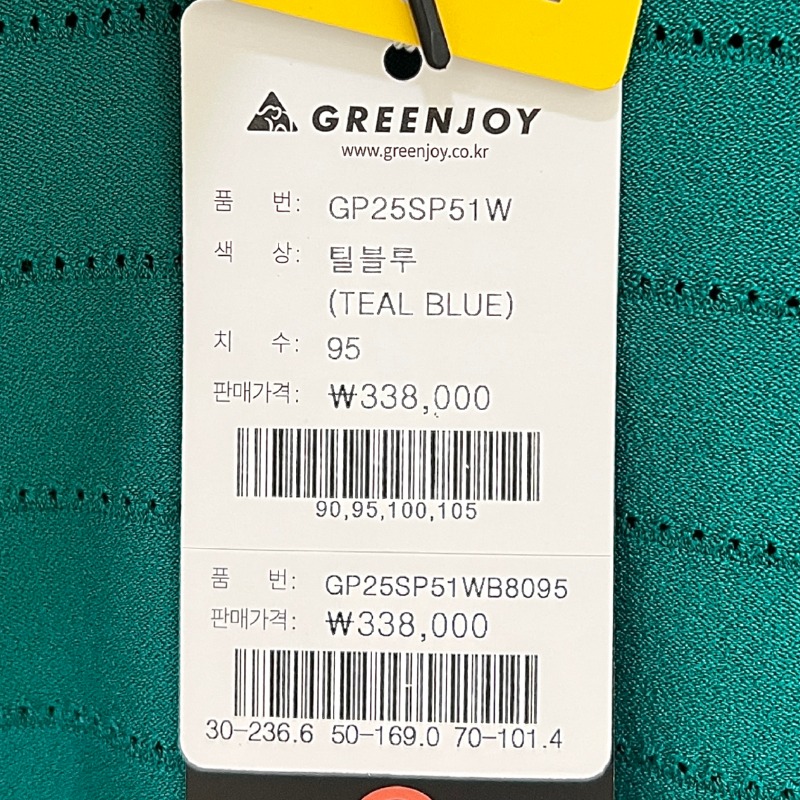 GREENJOY
www.greenjoy.co.kr
품 번: GP25SP51W
색 상: 틸블루
(TEAL BLUE)
치 수: 95
판매가격: ₩338,000
90,95,100,105
품 번: GP25SP51WB8095
판매가격: ₩338,000
30-236.6 50-169.0 70-101.4